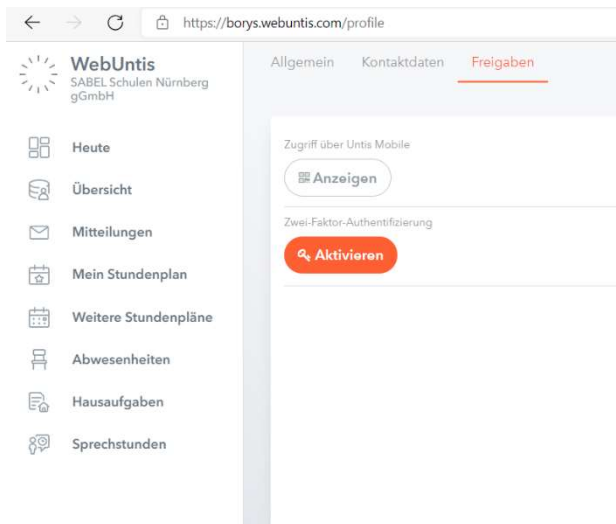 https://borys.webuntis.com/profile
WebUntis
SABEL Schulen Nürnberg
gGmbH
Heute
Übersicht
Mitteilungen
Mein Stundenplan
Weitere Stundenpläne
Abwesenheiten
Hausaufgaben
Sprechstunden
Allgemein Kontaktdaten Freigaben
Zugriff über Untis Mobile
Anzeigen
Zwei-Faktor-Authentifizierung
Aktivieren